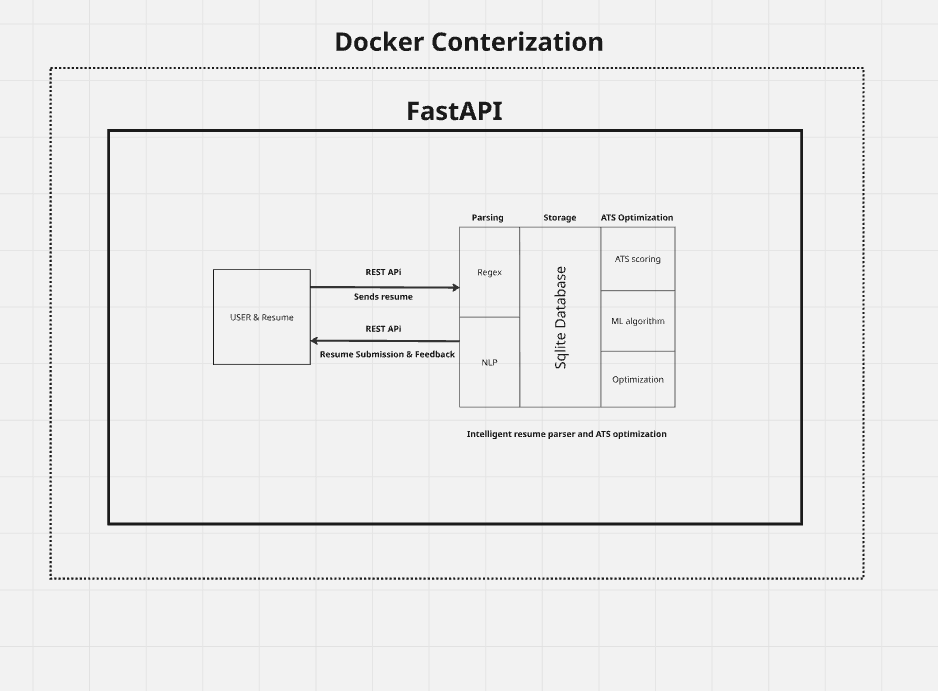 Docker Conterization
FastAPI
Parsing
Storage
ATS Optimization
USER & Resume
REST APi
Sends resume
REST APi
Resume Submission & Feedback
Regex
NLP
Sqlite Database
ATS scoring
ML algorithm
Optimization
Intelligent resume parser and ATS optimization